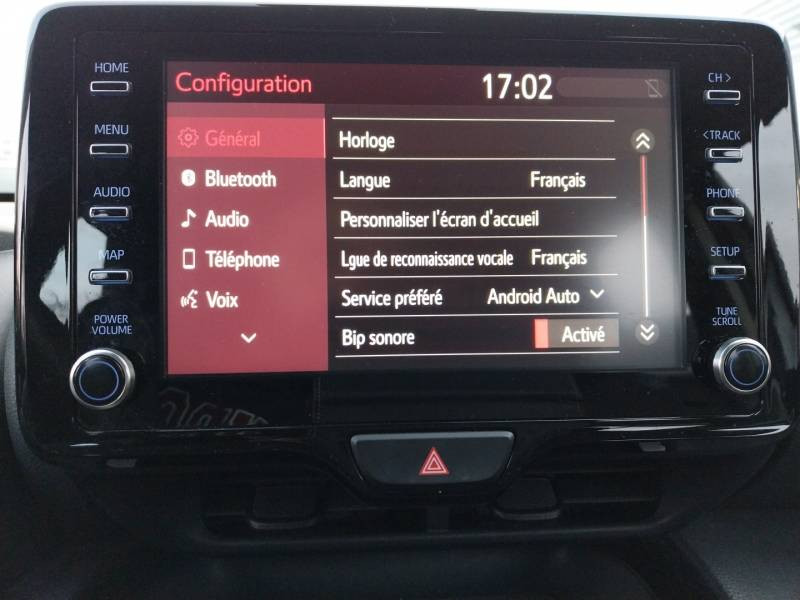 HOME
MENU
AUDIO
MAP
POWER
VOLUME
Configuration
17:02
Général
Bluetooth
Audio
Téléphone
Voix
Horloge
Langue Français
Personnaliser l'écran d'accueil
Lgue de reconnaissance vocale Français
Service préféré Android Auto
Bip sonore Activé
CH >
< TRACK
PHONE
SETUP
TUNE
SCROLL